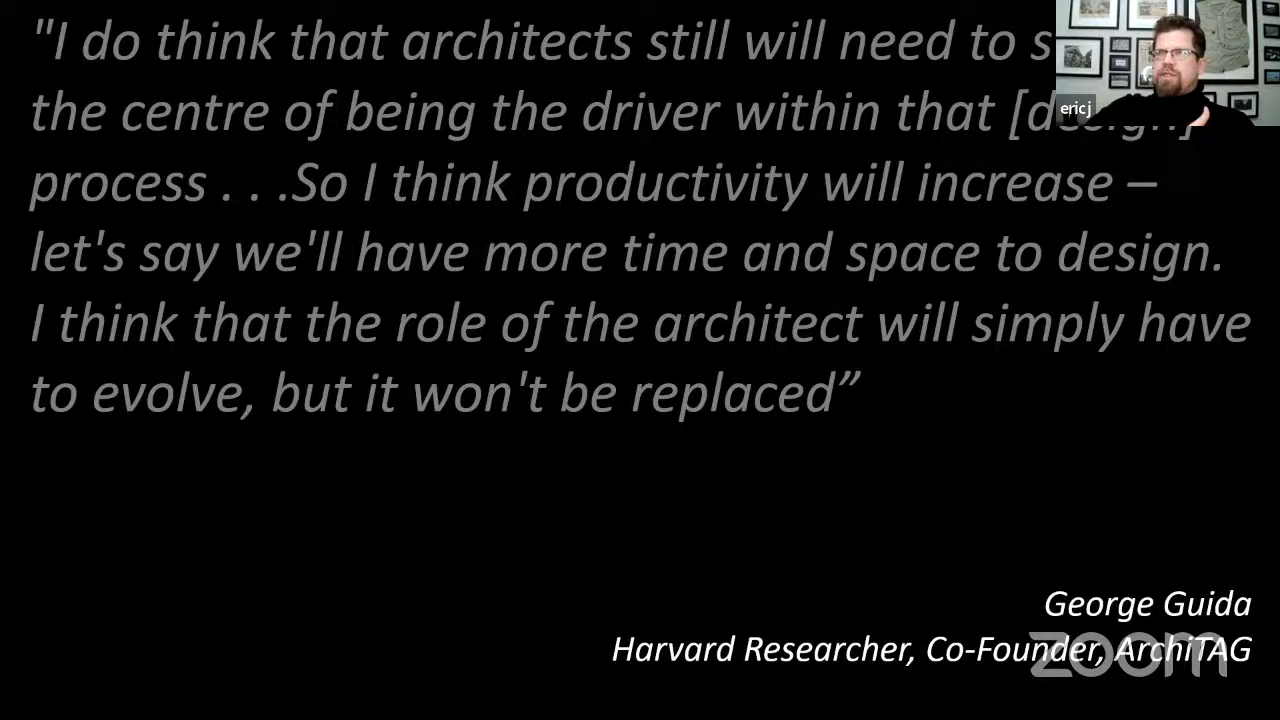 "I do think that architects still will need to s
the centre of being the driver within that [design]
process . . .So I think productivity will increase –
let's say we'll have more time and space to design.
I think that the role of the architect will simply have
to evolve, but it won't be replaced”
ericj
George Guida
Harvard Researcher, Co-Founder, ArchiTAG
zoom